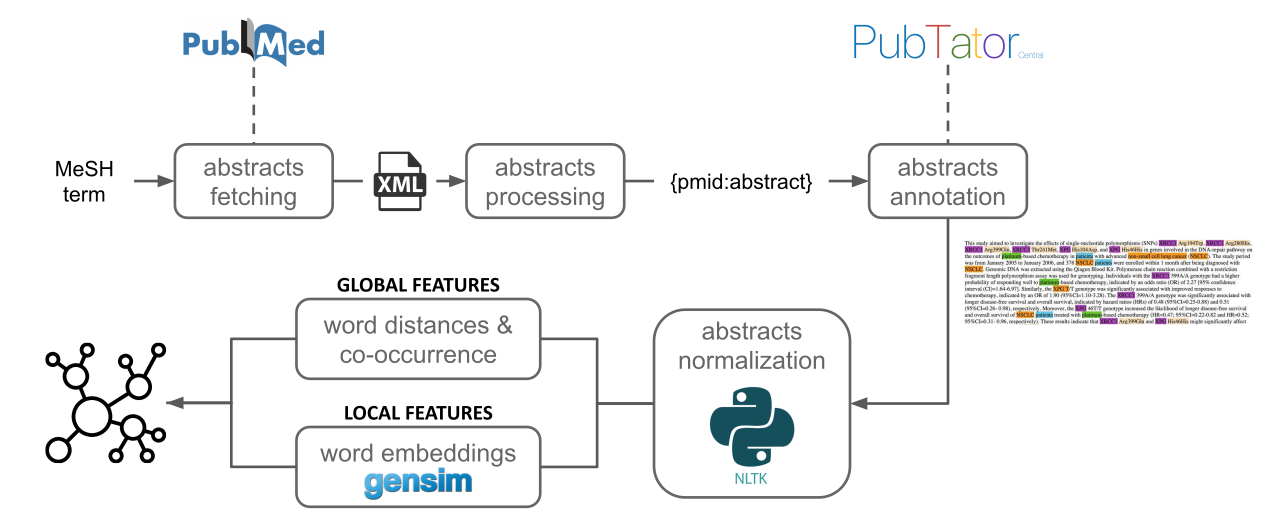 PubMed
PubTator
Central
MeSH
term
abstracts
fetching
XML
abstracts
processing
{pmid:abstract}
abstracts
annotation
This study aimed to investigate the effects of single-nucleotide polymorphisms (SNPs) XRCC1 Arg194Trp, XRCC1 Arg280His,
XRCC1 Arg399Gln, XRCC3 Thr241Met, XPG His104Asp, and XPG His46His in genes involved in the DNA-repair pathway on
the outcomes of platinum-based chemotherapy in patients with advanced non-small cell lung cancer (NSCLC). The study period
was from January 2005 to January 2006, and 378 NSCLC patients were enrolled within 1 month after being diagnosed with
NSCLC. Genomic DNA was extracted using the Qiagen Blood Kit. Polymerase chain reaction combined with a restriction
fragment length polymorphism assay was used for genotyping. Individuals with the XRCC1 399A/A genotype had a higher
probability of responding well to platinum-based chemotherapy, indicated by an odds ratio (OR) of 2.27 [95% confidence
interval (CI)=1.64-6.97]. Similarly, the XPG T/T genotype was significantly associated with improved responses to
chemotherapy, indicated by an OR of 1.90 (95%CI=1.10-3.28). The XRCC1 399A/A genotype was significantly associated with
longer disease-free survival and overall survival, indicated by hazard ratios (HRs) of 0.48 (95%CI=0.25-0.88) and 0.51
(95%CI=0.26- 0.98), respectively. Moreover, the XPG 46T/T genotype increased the likelihood of longer disease-free survival
and overall survival of NSCLC patients treated with platinum-based chemotherapy (HR=0.47; 95%CI=0.22-0.82 and HR=0.52;
95%CI=0.31- 0.96, respectively). These results indicate that XRCC1 Arg399Gln and XPG His46His might significantly affect
GLOBAL FEATURES
word distances &
co-occurrence
LOCAL FEATURES
word embeddings
gensim
abstracts
normalization
NLTK